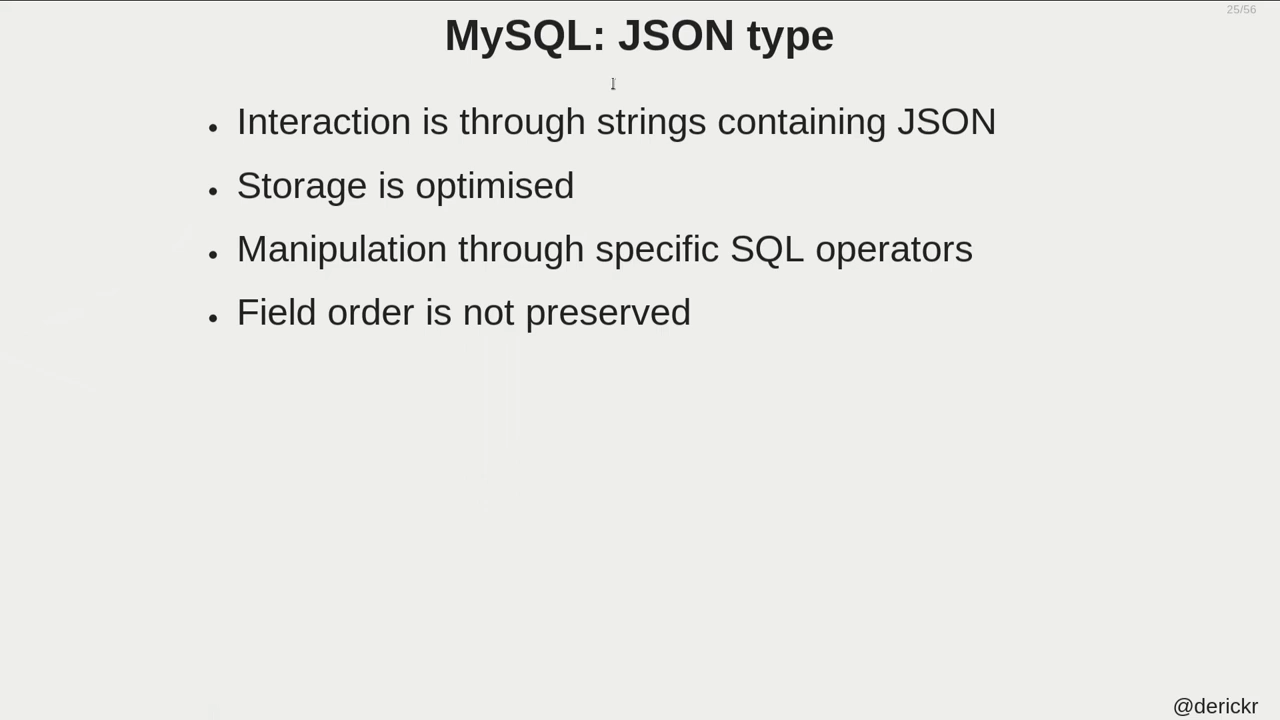 25/56
MySQL: JSON type
• Interaction is through strings containing JSON
• Storage is optimised
• Manipulation through specific SQL operators
• Field order is not preserved
@derickr